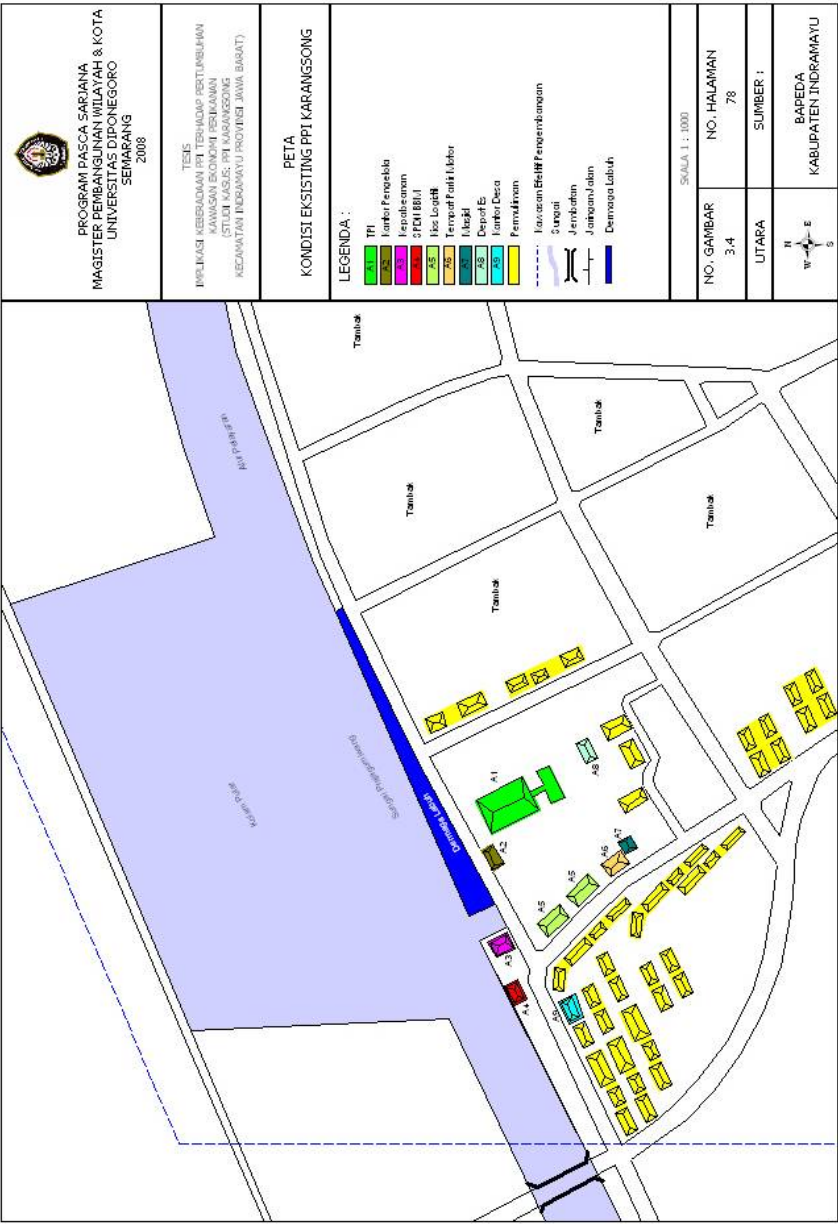 PROGRAM PASCA SARJANA
MAGISTER PEMBANGUNAN WILAYAH & KOTA
UNIVERSITAS DIPONEGORO
SEMARANG
2008
TESIS
IMPLIKASI KEBERADAAN PPI TERHADAP PERTUMBUHAN
KAWASAN EKONOMI PERIKANAN
(STUDI KASUS: PPI KARANGSONG
KECAMATAN INDRAMAYU PROVINSI JAWA BARAT)
PETA
KONDISI EKSISTING PPI KARANGSONG
LEGENDA :
A1 TPI
A2 Kantor Pengelola
A3 Kepabeanan
A4 SPDN BBM
A5 Kios Logistik
A6 Tempat Parkir Motor
A7 Masjid
A8 Depot Es
A9 Kantor Desa
Permukiman
Kawasan Efektif Pengembangan
Sungai
Jembatan
Jaringan Jalan
Dermaga Labuh
SKALA 1 : 1000
NO. GAMBAR
3.4
NO. HALAMAN
78
UTARA
N
W E
S
SUMBER :
BAPEDA
KABUPATEN INDRAMAYU
Alur Pelayaran
Kolam Putar
Sungai
Dermaga Labuh
Tambak
Tambak
Tambak
Tambak
Tambak
A1
A2
A3
A4
A5
A5
A6
A7
A8
A9